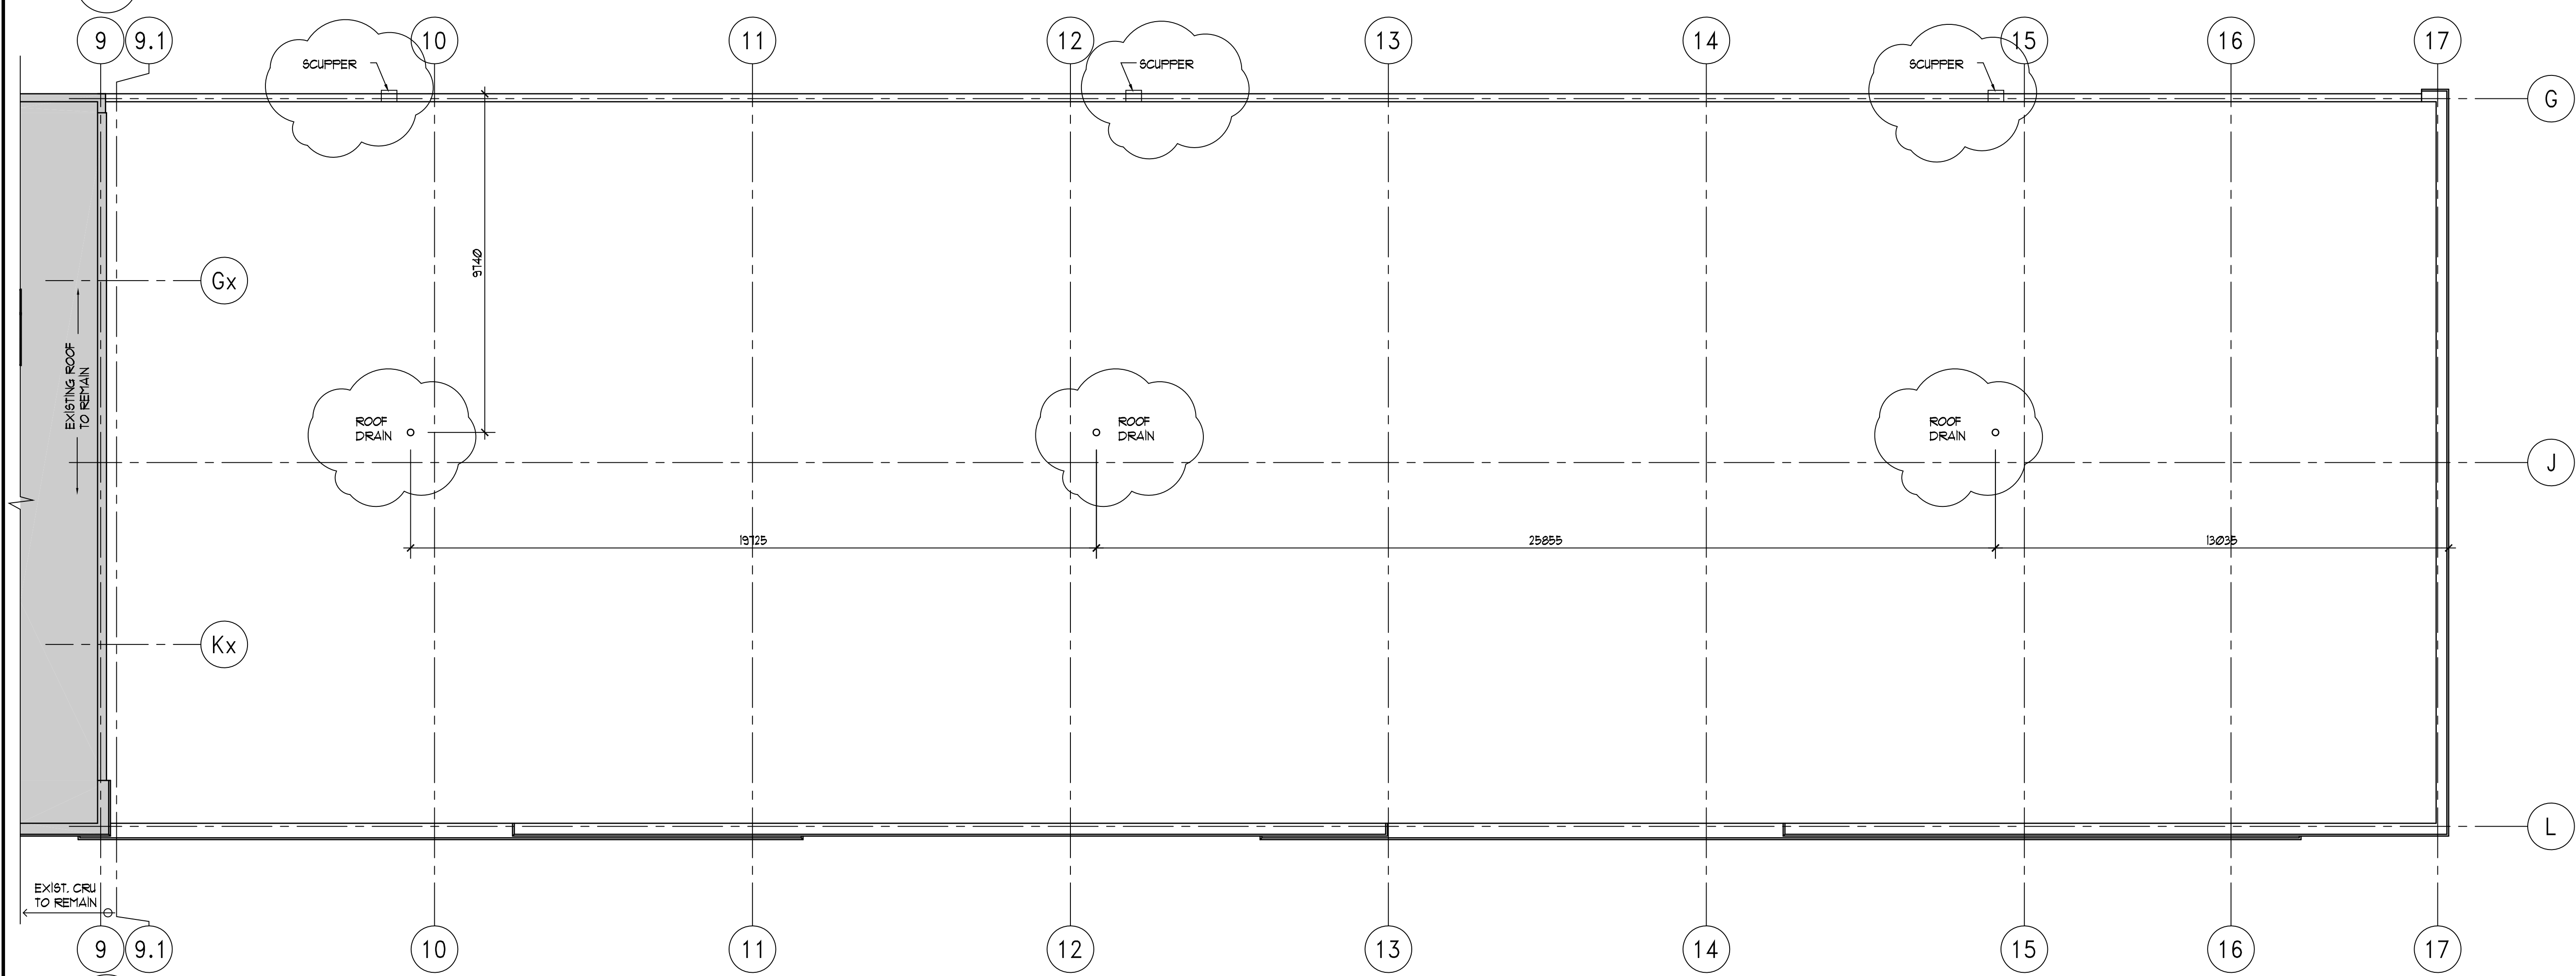 9
9.1
10
11
12
13
14
15
16
17
SCUPPER
SCUPPER
SCUPPER
G
9740
Gx
EXISTING ROOF
TO REMAIN
ROOF
DRAIN
ROOF
DRAIN
ROOF
DRAIN
J
19725
25855
13035
Kx
L
EXIST. CRU
TO REMAIN
9
9.1
10
11
12
13
14
15
16
17